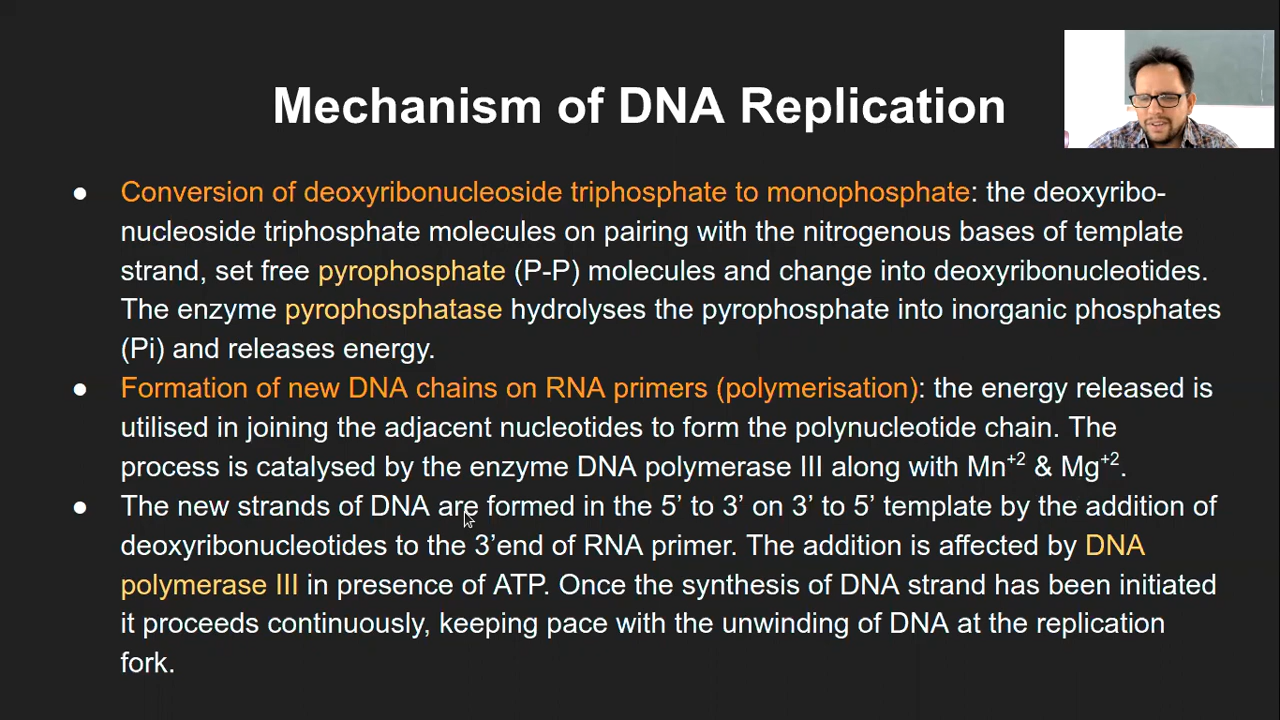 Mechanism of DNA Replication
● Conversion of deoxyribonucleoside triphosphate to monophosphate: the deoxyribo-
nucleoside triphosphate molecules on pairing with the nitrogenous bases of template
strand, set free pyrophosphate (P-P) molecules and change into deoxyribonucleotides.
The enzyme pyrophosphatase hydrolyses the pyrophosphate into inorganic phosphates
(Pi) and releases energy.
● Formation of new DNA chains on RNA primers (polymerisation): the energy released is
utilised in joining the adjacent nucleotides to form the polynucleotide chain. The
process is catalysed by the enzyme DNA polymerase III along with Mn⁺² & Mg⁺².
● The new strands of DNA are formed in the 5’ to 3’ on 3’ to 5’ template by the addition of
deoxyribonucleotides to the 3’end of RNA primer. The addition is affected by DNA
polymerase III in presence of ATP. Once the synthesis of DNA strand has been initiated
it proceeds continuously, keeping pace with the unwinding of DNA at the replication
fork.